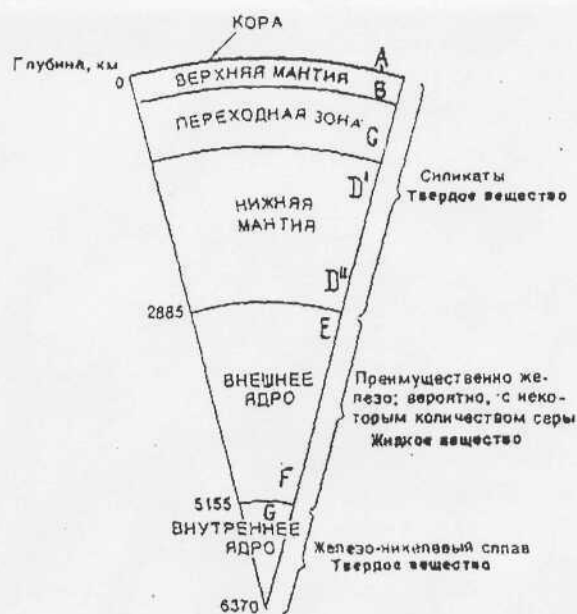 КОРА
Глубина, км
0
А
ВЕРХНЯЯ МАНТИЯ
В
ПЕРЕХОДНАЯ ЗОНА
С
D'
Силикаты
Твердое вещество
НИЖНЯЯ
МАНТИЯ
D"
2885
Е
Преимущественно же-
лезо; вероятно, с неко-
торым количеством серы
Жидкое вещество
ВНЕШНЕЕ
ЯДРО
F
5155
G
ВНУТРЕННЕЕ
ЯДРО
Железо-никелевый сплав
Твердое вещество
6370